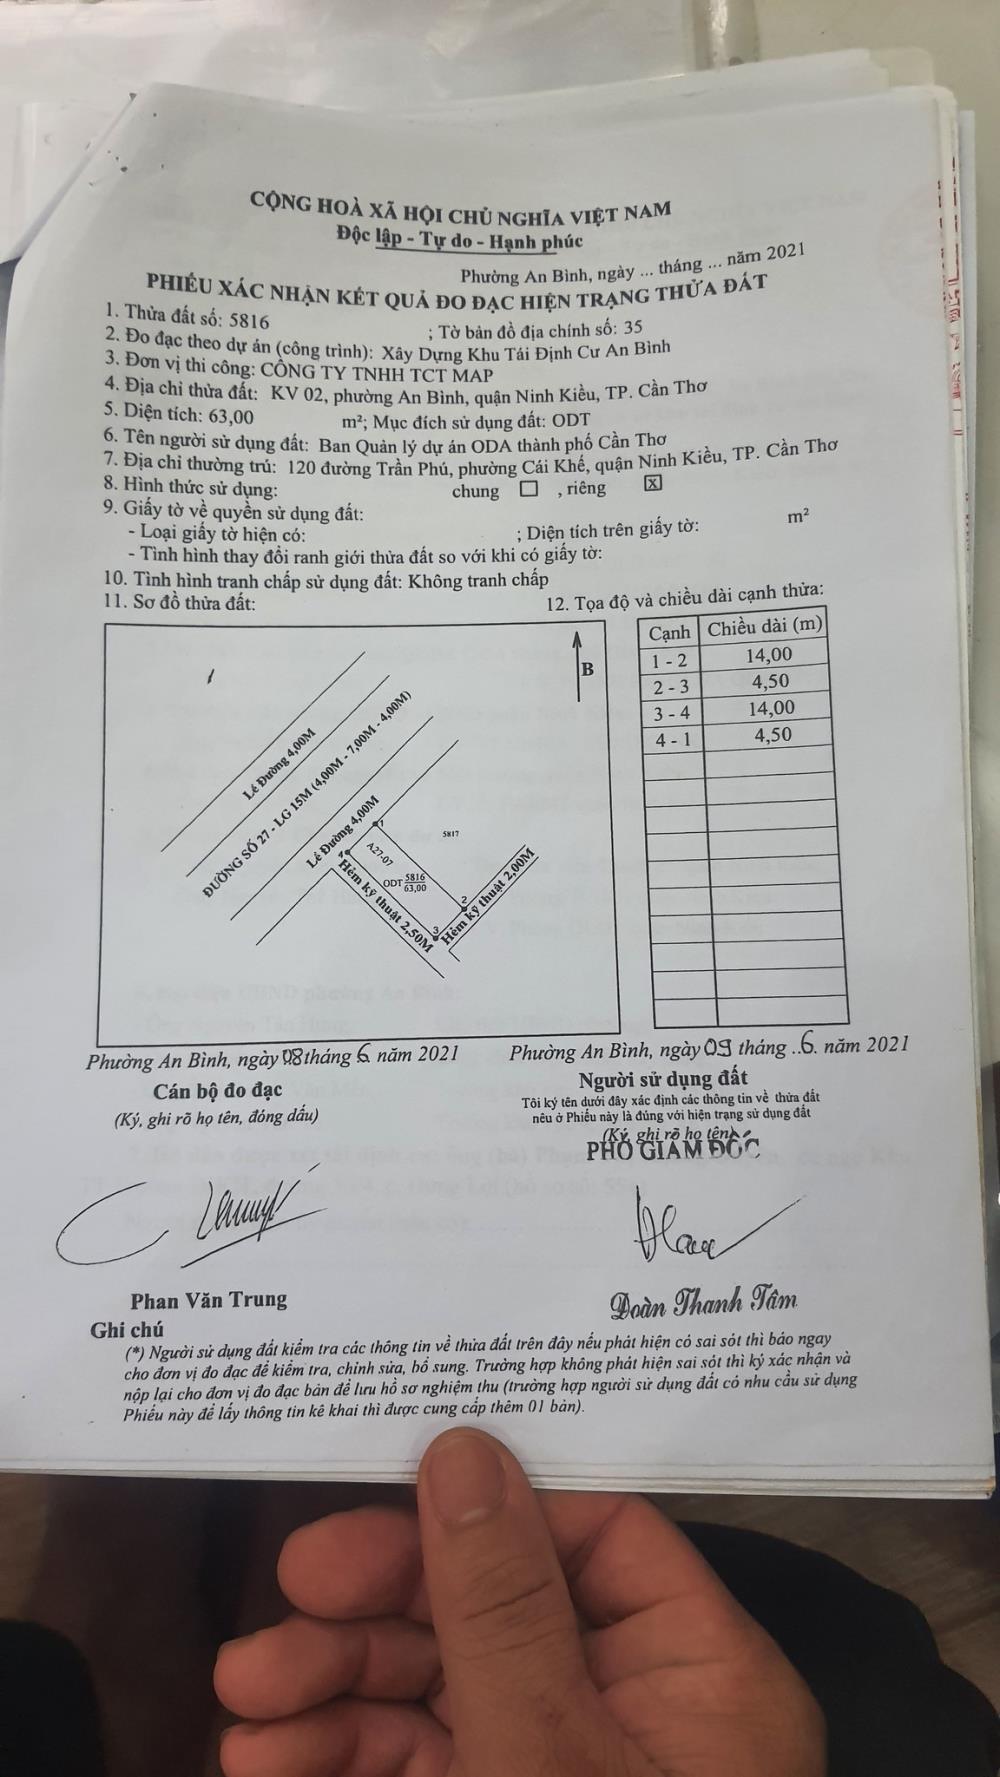 CỘNG HOÀ XÃ HỘI CHỦ NGHĨA VIỆT NAM
Độc lập - Tự do - Hạnh phúc
Phường An Bình, ngày ... tháng ... năm 2021
PHIẾU XÁC NHẬN KẾT QUẢ ĐO ĐẠC HIỆN TRẠNG THỬA ĐẤT
1. Thửa đất số: 5816 ; Tờ bản đồ địa chính số: 35
2. Đo đạc theo dự án (công trình): Xây Dựng Khu Tái Định Cư An Bình
3. Đơn vị thi công: CÔNG TY TNHH TCT MAP
4. Địa chỉ thửa đất: KV 02, phường An Bình, quận Ninh Kiều, TP. Cần Thơ
5. Diện tích: 63,00 m²; Mục đích sử dụng đất: ODT
6. Tên người sử dụng đất: Ban Quản lý dự án ODA thành phố Cần Thơ
7. Địa chỉ thường trú: 120 đường Trần Phú, phường Cái Khế, quận Ninh Kiều, TP. Cần Thơ
8. Hình thức sử dụng: chung ☐ , riêng ☒
9. Giấy tờ về quyền sử dụng đất:
- Loại giấy tờ hiện có: ; Diện tích trên giấy tờ: m²
- Tình hình thay đổi ranh giới thửa đất so với khi có giấy tờ:
10. Tình hình tranh chấp sử dụng đất: Không tranh chấp
11. Sơ đồ thửa đất: 12. Tọa độ và chiều dài cạnh thửa:
B
Lề Đường 4,00M
ĐƯỜNG SỐ 27 - LG 15M (4,00M - 7,00M - 4,00M)
Lề Đường 4,00M
1
A27-07
5817
4
ODT 5816
63,00
2
3
Hẻm kỹ thuật 2,50M
Hẻm kỹ thuật 2,00M
Cạnh Chiều dài (m)
1 - 2 14,00
2 - 3 4,50
3 - 4 14,00
4 - 1 4,50
Phường An Bình, ngày 08 tháng 6 năm 2021
Cán bộ đo đạc
(Ký, ghi rõ họ tên, đóng dấu)
Phan Văn Trung
Phường An Bình, ngày 09 tháng ..6. năm 2021
Người sử dụng đất
Tôi ký tên dưới đây xác định các thông tin về thửa đất
nêu ở Phiếu này là đúng với hiện trạng sử dụng đất
(Ký, ghi rõ họ tên)
PHÓ GIÁM ĐỐC
Đoàn Thanh Tâm
Ghi chú
(*) Người sử dụng đất kiểm tra các thông tin về thửa đất trên đây nếu phát hiện có sai sót thì báo ngay
cho đơn vị đo đạc để kiểm tra, chỉnh sửa, bổ sung. Trường hợp không phát hiện sai sót thì ký xác nhận và
nộp lại cho đơn vị đo đạc bản để lưu hồ sơ nghiệm thu (trường hợp người sử dụng đất có nhu cầu sử dụng
Phiếu này để lấy thông tin kê khai thì được cung cấp thêm 01 bản).